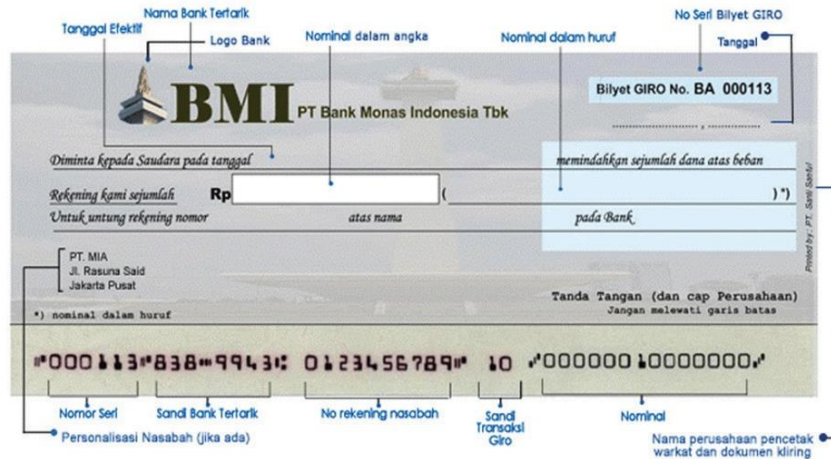 Nama Bank Tertarik
No Seri Bilyet GIRO
Tanggal Efektif
Logo Bank
Nominal dalam angka
Nominal dalam huruf
Tanggal
BMI PT Bank Monas Indonesia Tbk
Bilyet GIRO No. BA 000113
Diminta kepada Saudara pada tanggal memindahkan sejumlah dana atas beban
Rekening kami sejumlah Rp ( ) *)
Untuk untung rekening nomor atas nama pada Bank
Printed by : PT. Santi Santul
PT. MIA
Jl. Rasuna Said
Jakarta Pusat
Tanda Tangan (dan cap Perusahaan)
Jangan melewati garis batas
*) nominal dalam huruf
⑈000113⑈838⑉9943⑆ 0123456789⑈ 10 ⑇00000010000000⑇
Nomor Seri
Sandi Bank Tertarik
No rekening nasabah
Sandi
Transaksi
Giro
Nominal
Personalisasi Nasabah (jika ada)
Nama perusahaan pencetak
warkat dan dokumen kliring